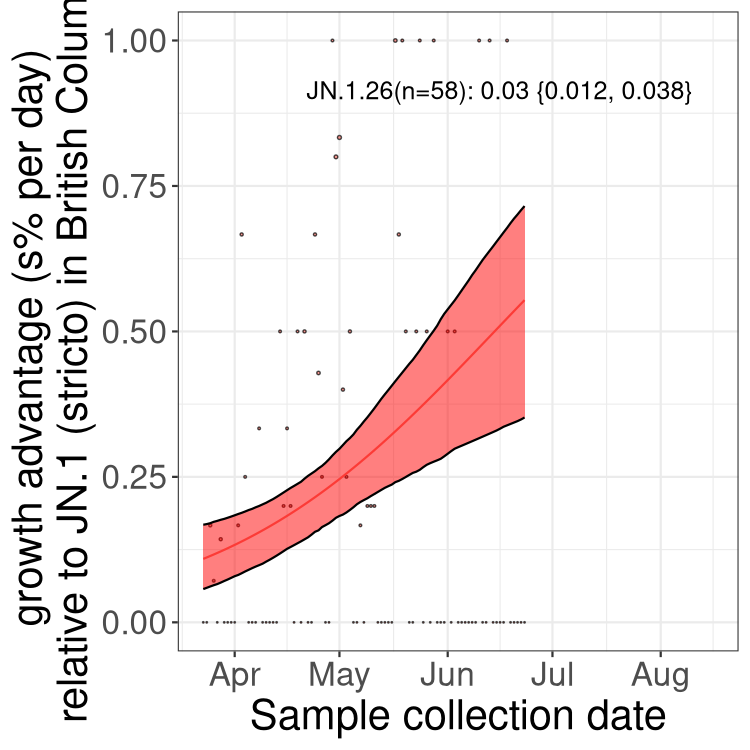 growth advantage (s% per day)
relative to JN.1 (stricto) in British Colum
1.00
0.75
0.50
0.25
0.00
JN.1.26(n=58): 0.03 {0.012, 0.038}
Apr May Jun Jul Aug
Sample collection date